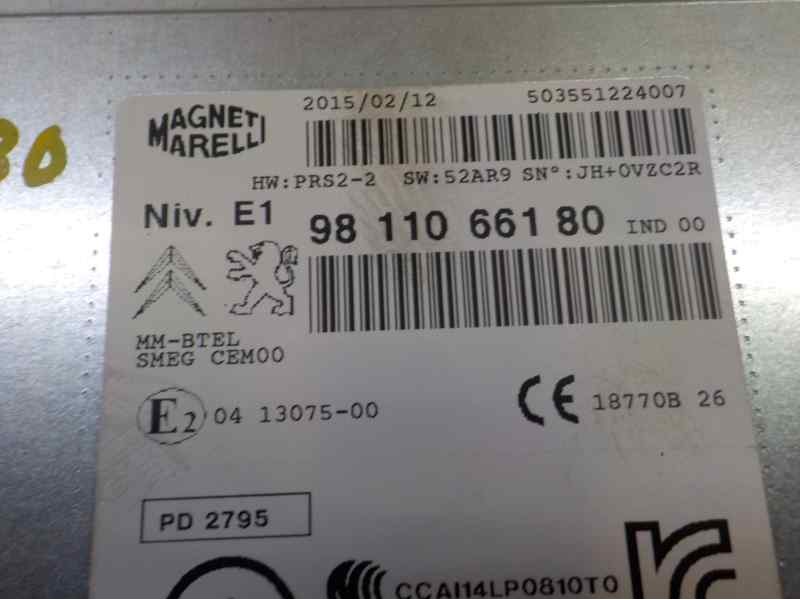 30
MAGNETI MARELLI
2015/02/12 503551224007
HW:PRS2-2 SW:52AR9 SN°:JH+0VZC2R
Niv. E1 98 110 661 80 IND 00
MM-BTEL
SMEG CEM00
E2 04 13075-00 CE 18770B 26
PD 2795
CCAI14LP0810T0